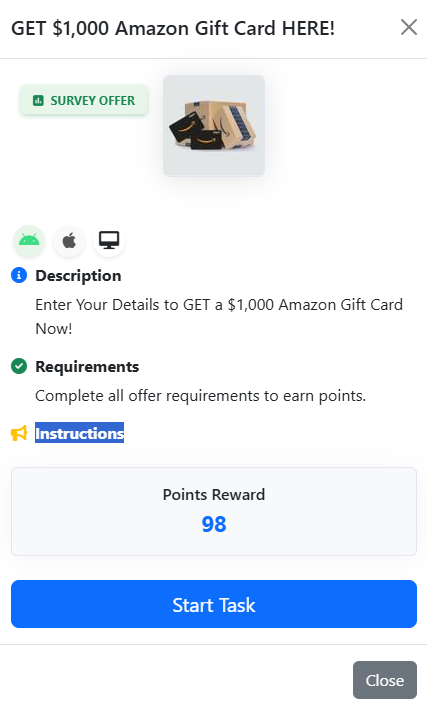 GET $1,000 Amazon Gift Card HERE!
SURVEY OFFER
Description
Enter Your Details to GET a $1,000 Amazon Gift Card
Now!
Requirements
Complete all offer requirements to earn points.
Instructions
Points Reward
98
Start Task
Close